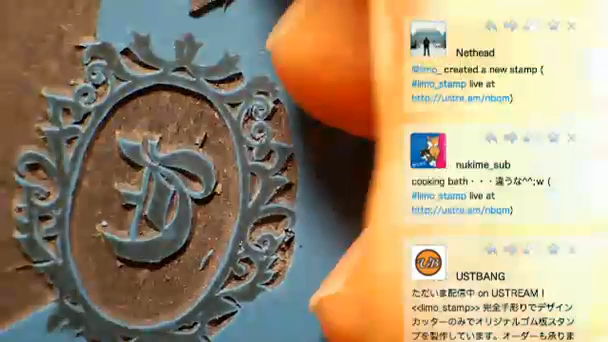 Nethead
@limo_ created a new stamp (
#limo_stamp live at
http://ustre.am/nbqm)
nukime_sub
cooking bath・・・違うな^^;w (
#limo_stamp live at
http://ustre.am/nbqm)
UB
USTBANG
ただいま配信中 on USTREAM！
<<dimo_stamp>> 完全手彫りでデザイン
カッターのみでオリジナルゴム板スタン
プを製作しています。オーダーも承りま